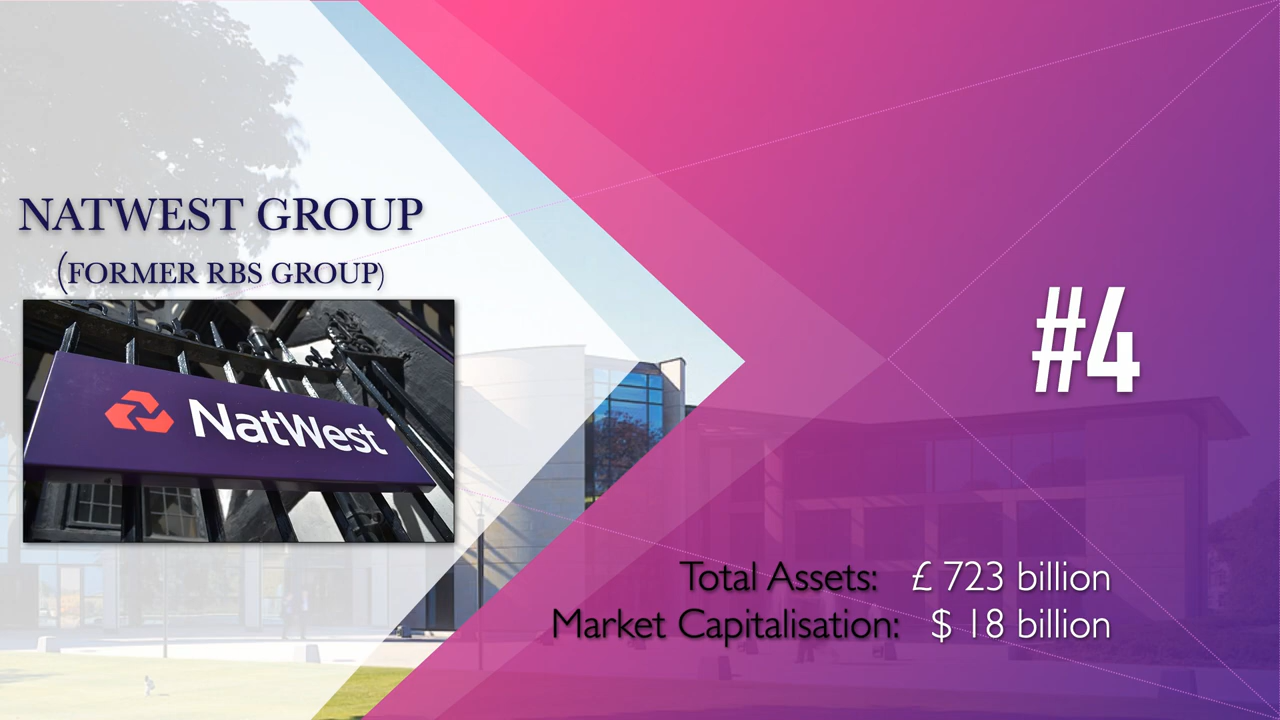 NATWEST GROUP
(FORMER RBS GROUP)
NatWest
#4
Total Assets: £ 723 billion
Market Capitalisation: $ 18 billion